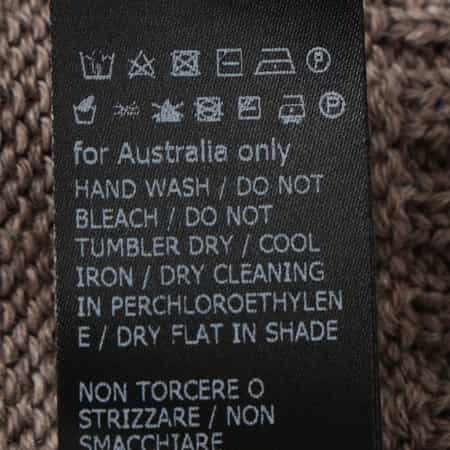 for Australia only
HAND WASH / DO NOT
BLEACH / DO NOT
TUMBLER DRY / COOL
IRON / DRY CLEANING
IN PERCHLOROETHYLEN
E / DRY FLAT IN SHADE
NON TORCERE O
STRIZZARE / NON
SMACCHIARE